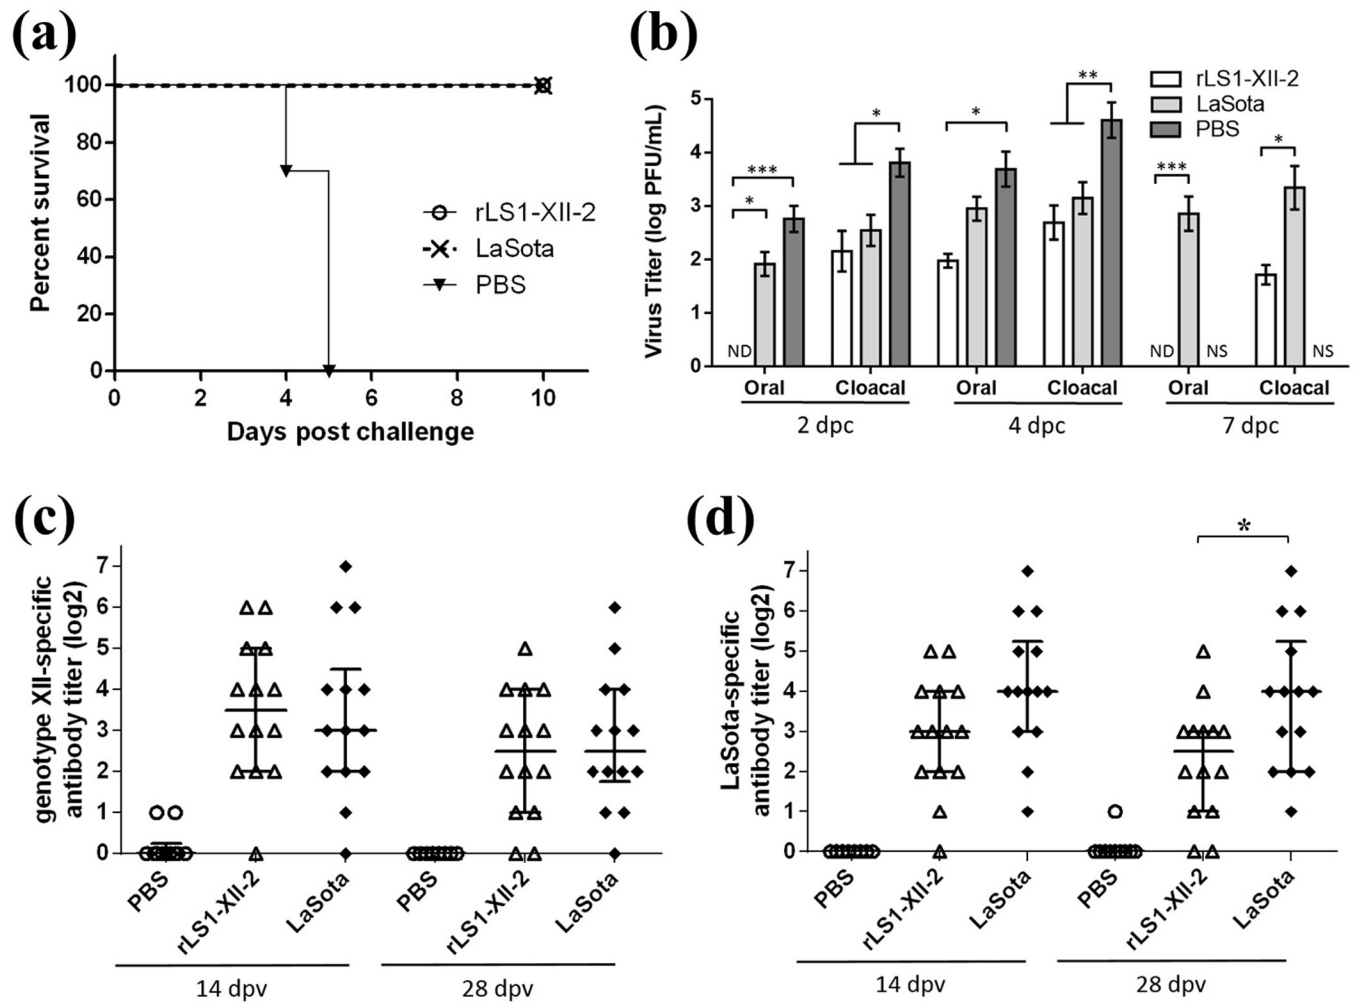 (a)
Percent survival
100
80
60
40
20
0
0 2 4 6 8 10
Days post challenge
rLS1-XII-2
LaSota
PBS
(b)
Virus Titer (log PFU/mL)
5
4
3
2
1
0
rLS1-XII-2
LaSota
PBS
*** * * * ** *** *
ND ND NS NS
Oral Cloacal Oral Cloacal Oral Cloacal
2 dpc 4 dpc 7 dpc
(c)
genotype XII-specific
antibody titer (log2)
7
6
5
4
3
2
1
0
PBS rLS1-XII-2 LaSota PBS rLS1-XII-2 LaSota
14 dpv 28 dpv
(d)
LaSota-specific
antibody titer (log2)
7
6
5
4
3
2
1
0
*
PBS rLS1-XII-2 LaSota PBS rLS1-XII-2 LaSota
14 dpv 28 dpv